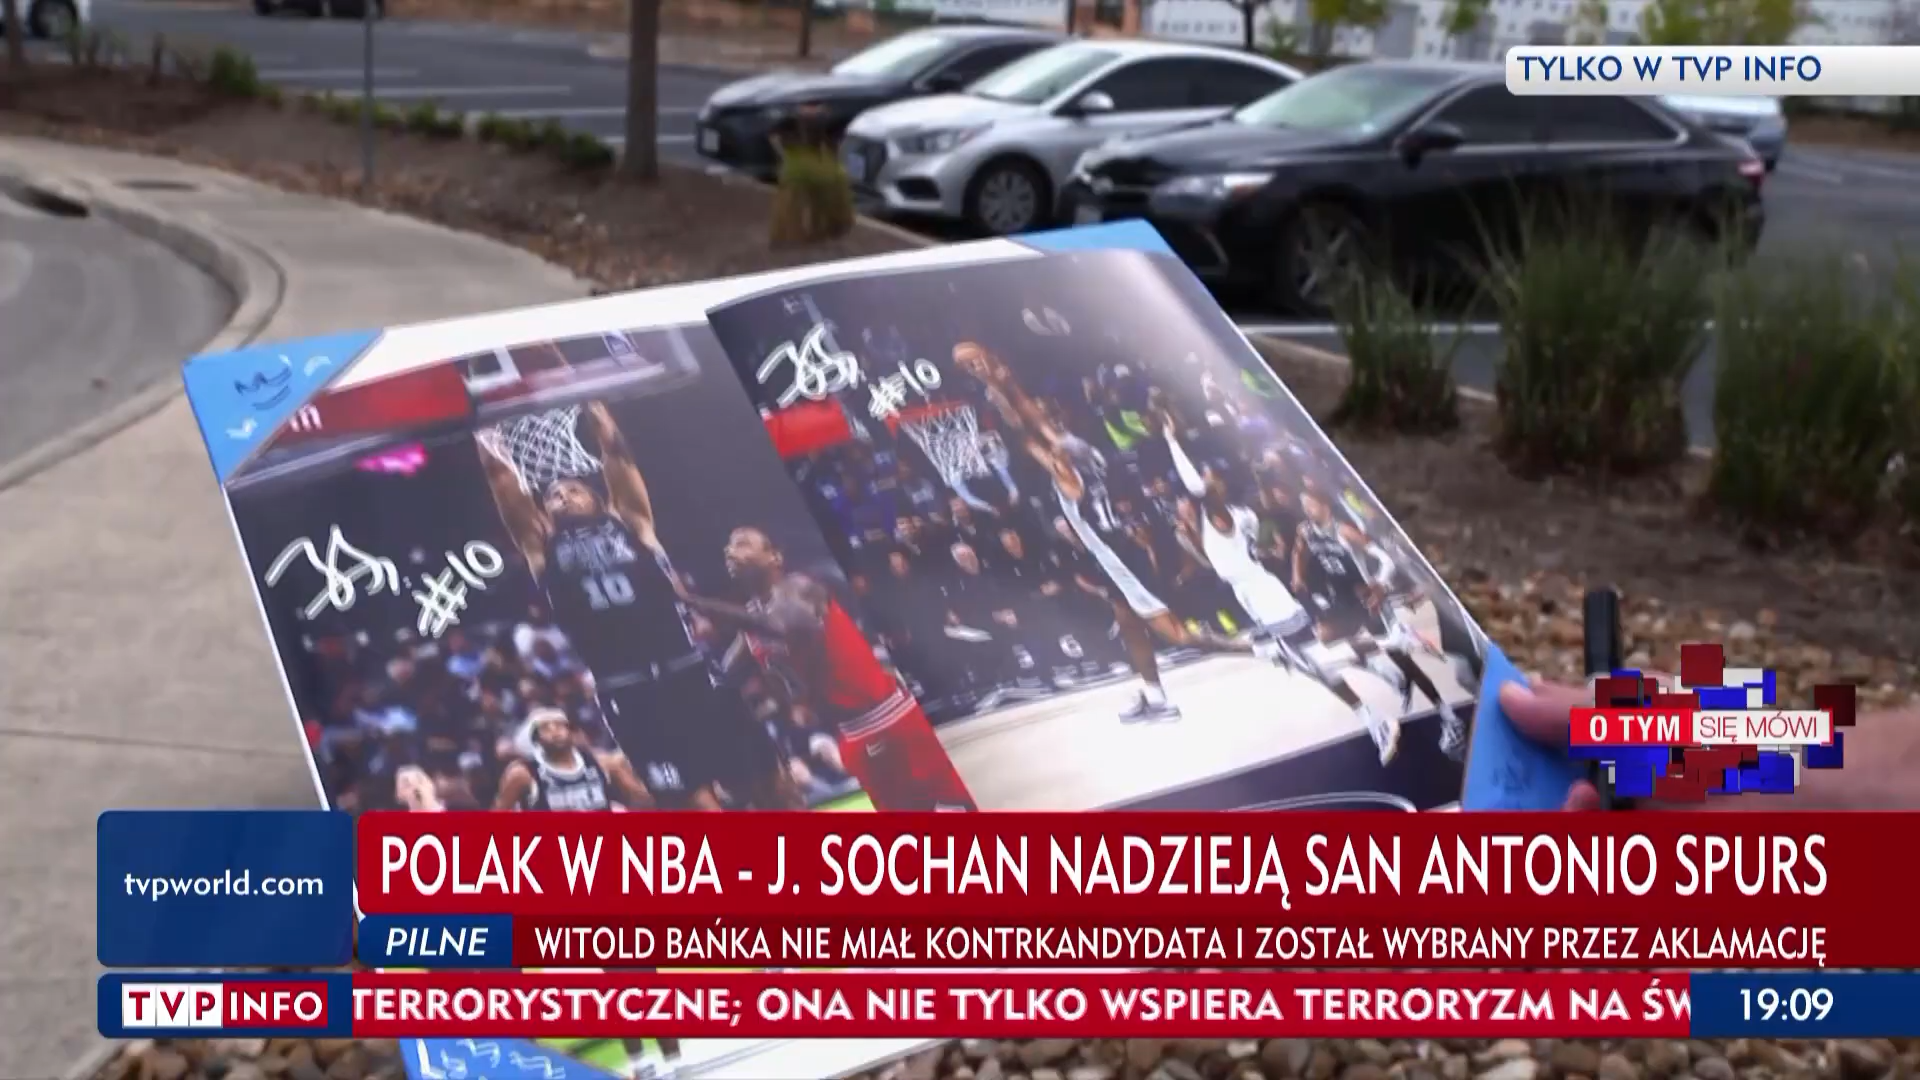 TYLKO W TVP INFO
#10
#10
10
O TYM SIĘ MÓWI
tvpworld.com
POLAK W NBA - J. SOCHAN NADZIEJĄ SAN ANTONIO SPURS
PILNE WITOLD BAŃKA NIE MIAŁ KONTRKANDYDATA I ZOSTAŁ WYBRANY PRZEZ AKLAMACJĘ
TVP INFO TERRORYSTYCZNE; ONA NIE TYLKO WSPIERA TERRORYZM NA ŚW 19:09